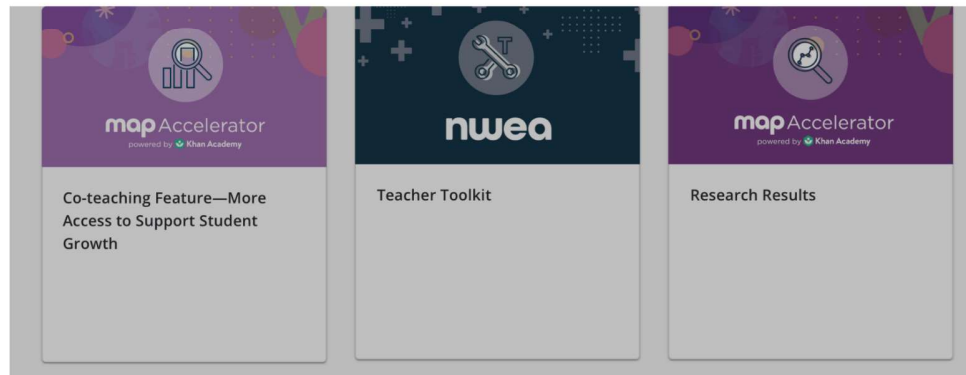 map Accelerator
powered by Khan Academy
Co-teaching Feature—More
Access to Support Student
Growth
T
nwea
Teacher Toolkit
map Accelerator
powered by Khan Academy
Research Results